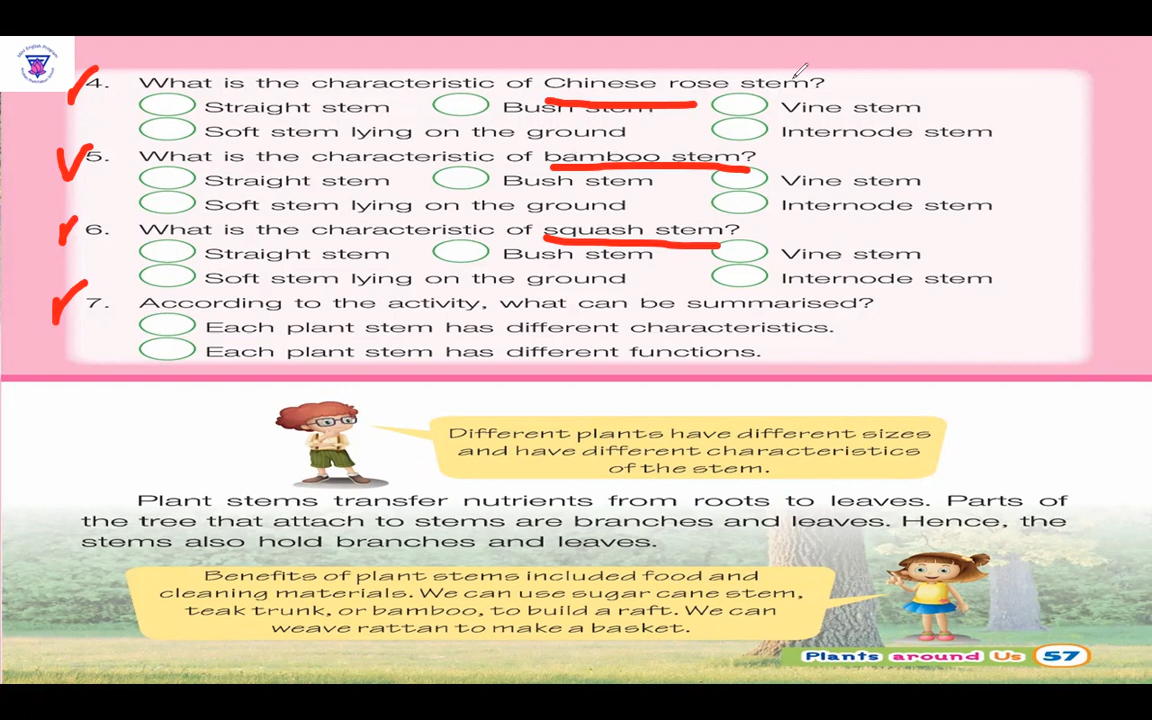 4. What is the characteristic of Chinese rose stem?
Straight stem Bush stem Vine stem
Soft stem lying on the ground Internode stem
5. What is the characteristic of bamboo stem?
Straight stem Bush stem Vine stem
Soft stem lying on the ground Internode stem
6. What is the characteristic of squash stem?
Straight stem Bush stem Vine stem
Soft stem lying on the ground Internode stem
7. According to the activity, what can be summarised?
Each plant stem has different characteristics.
Each plant stem has different functions.
Different plants have different sizes
and have different characteristics
of the stem.
Plant stems transfer nutrients from roots to leaves. Parts of
the tree that attach to stems are branches and leaves. Hence, the
stems also hold branches and leaves.
Benefits of plant stems included food and
cleaning materials. We can use sugar cane stem,
teak trunk, or bamboo, to build a raft. We can
weave rattan to make a basket.
Plants around Us 57